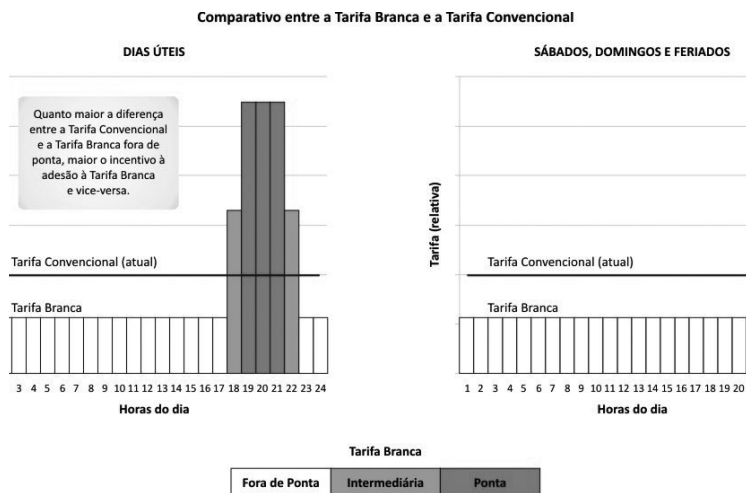 Comparativo entre a Tarifa Branca e a Tarifa Convencional
DIAS ÚTEIS
Quanto maior a diferença
entre a Tarifa Convencional
e a Tarifa Branca fora de
ponta, maior o incentivo à
adesão à Tarifa Branca
e vice-versa.
Tarifa Convencional (atual)
Tarifa Branca
3 4 5 6 7 8 9 10 11 12 13 14 15 16 17 18 19 20 21 22 23 24
Horas do dia
SÁBADOS, DOMINGOS E FERIADOS
Tarifa (relativa)
Tarifa Convencional (atual)
Tarifa Branca
1 2 3 4 5 6 7 8 9 10 11 12 13 14 15 16 17 18 19 20
Horas do dia
Tarifa Branca
Fora de Ponta Intermediária Ponta